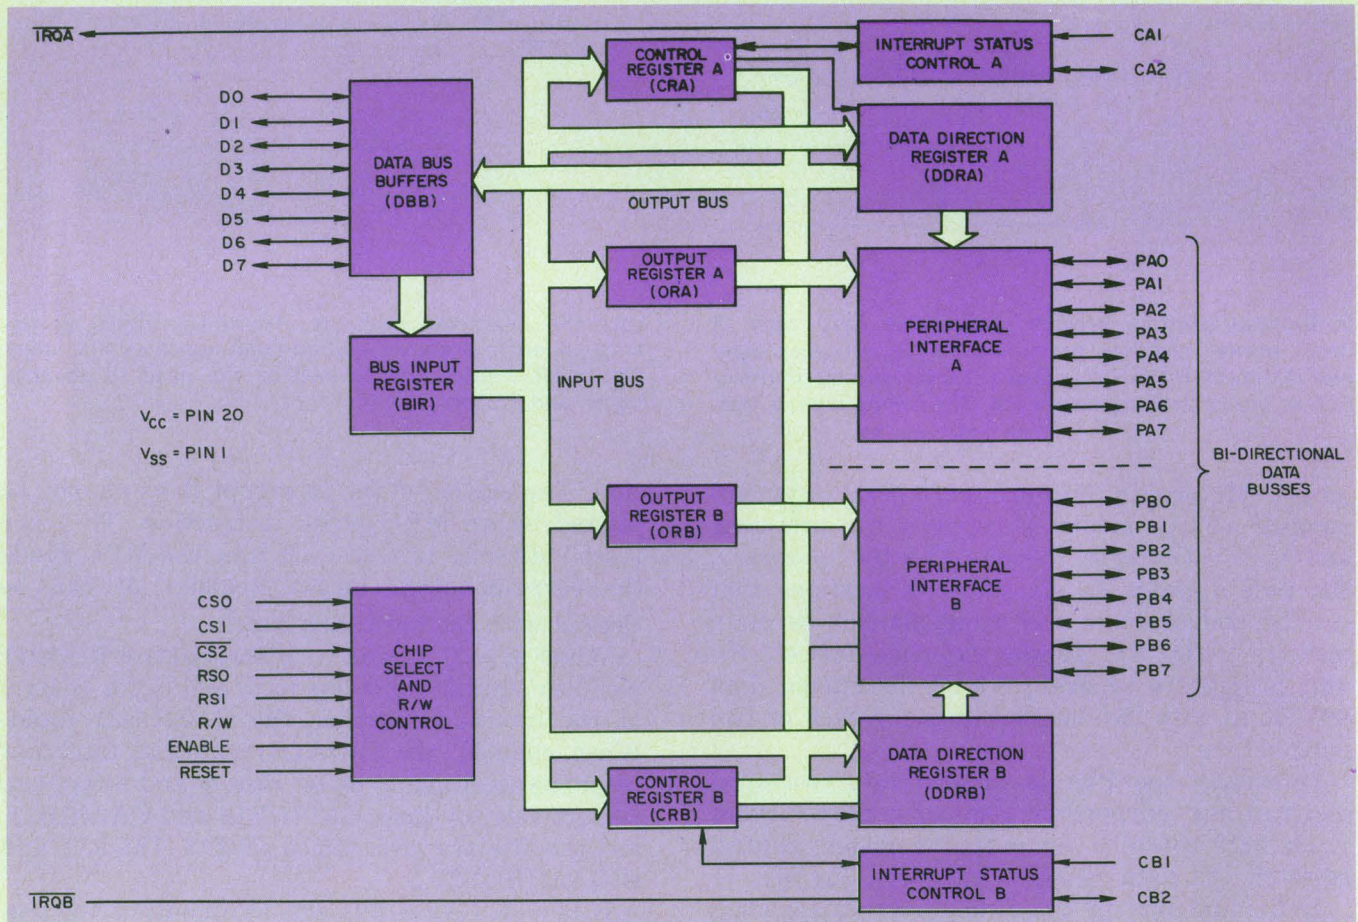 IRQA
CONTROL
REGISTER A
(CRA)
INTERRUPT STATUS
CONTROL A
CA1
CA2
D0
D1
D2
D3
D4
D5
D6
D7
DATA BUS
BUFFERS
(DBB)
DATA DIRECTION
REGISTER A
(DDRA)
OUTPUT BUS
OUTPUT
REGISTER A
(ORA)
PERIPHERAL
INTERFACE
A
PA0
PA1
PA2
PA3
PA4
PA5
PA6
PA7
BUS INPUT
REGISTER
(BIR)
INPUT BUS
VCC = PIN 20
VSS = PIN 1
BI-DIRECTIONAL
DATA
BUSSES
OUTPUT
REGISTER B
(ORB)
PERIPHERAL
INTERFACE
B
PB0
PB1
PB2
PB3
PB4
PB5
PB6
PB7
CS0
CS1
CS2
RS0
RS1
R/W
ENABLE
RESET
CHIP
SELECT
AND
R/W
CONTROL
CONTROL
REGISTER B
(CRB)
DATA DIRECTION
REGISTER B
(DDRB)
INTERRUPT STATUS
CONTROL B
CB1
CB2
IRQB